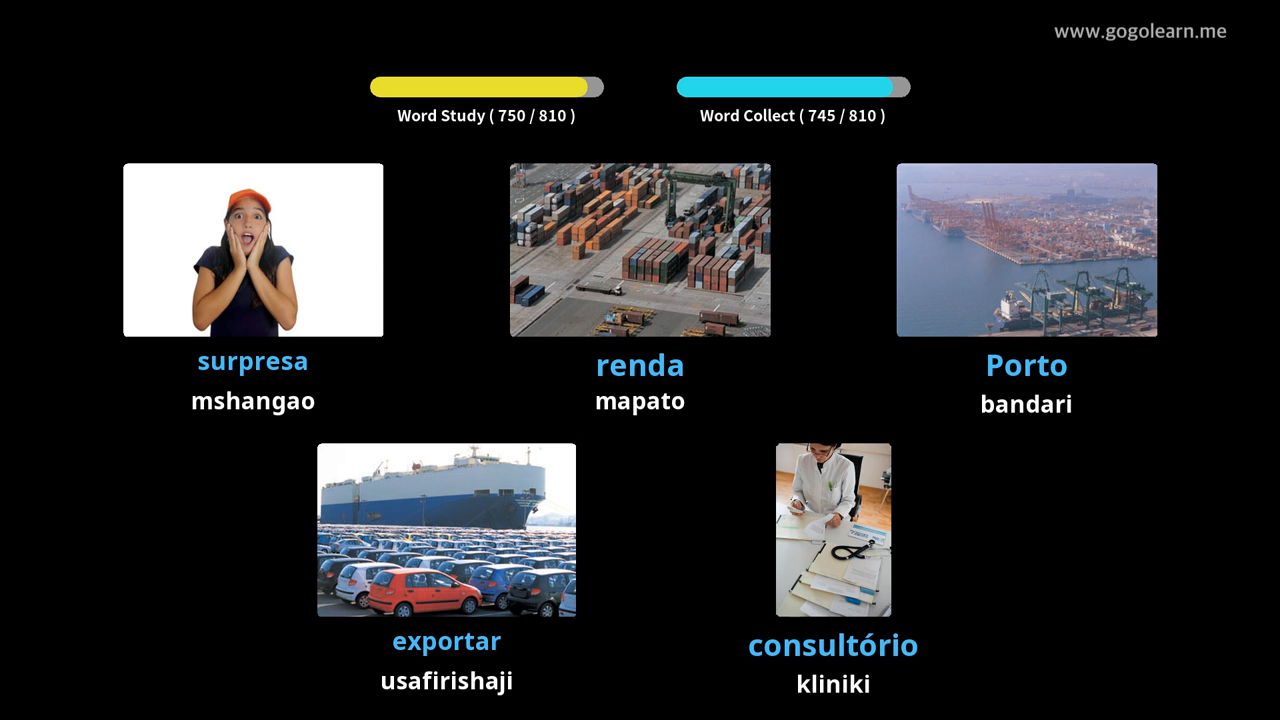 www.gogolearn.me
Word Study ( 750 / 810 )
Word Collect ( 745 / 810 )
surpresa
mshangao
renda
mapato
Porto
bandari
exportar
usafirishaji
consultório
kliniki